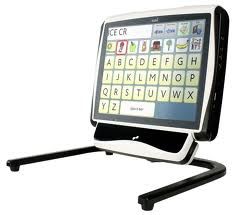 ICE CR
A B C D E F G
H I J K L M N
O P Q R S T U
V W X Y Z